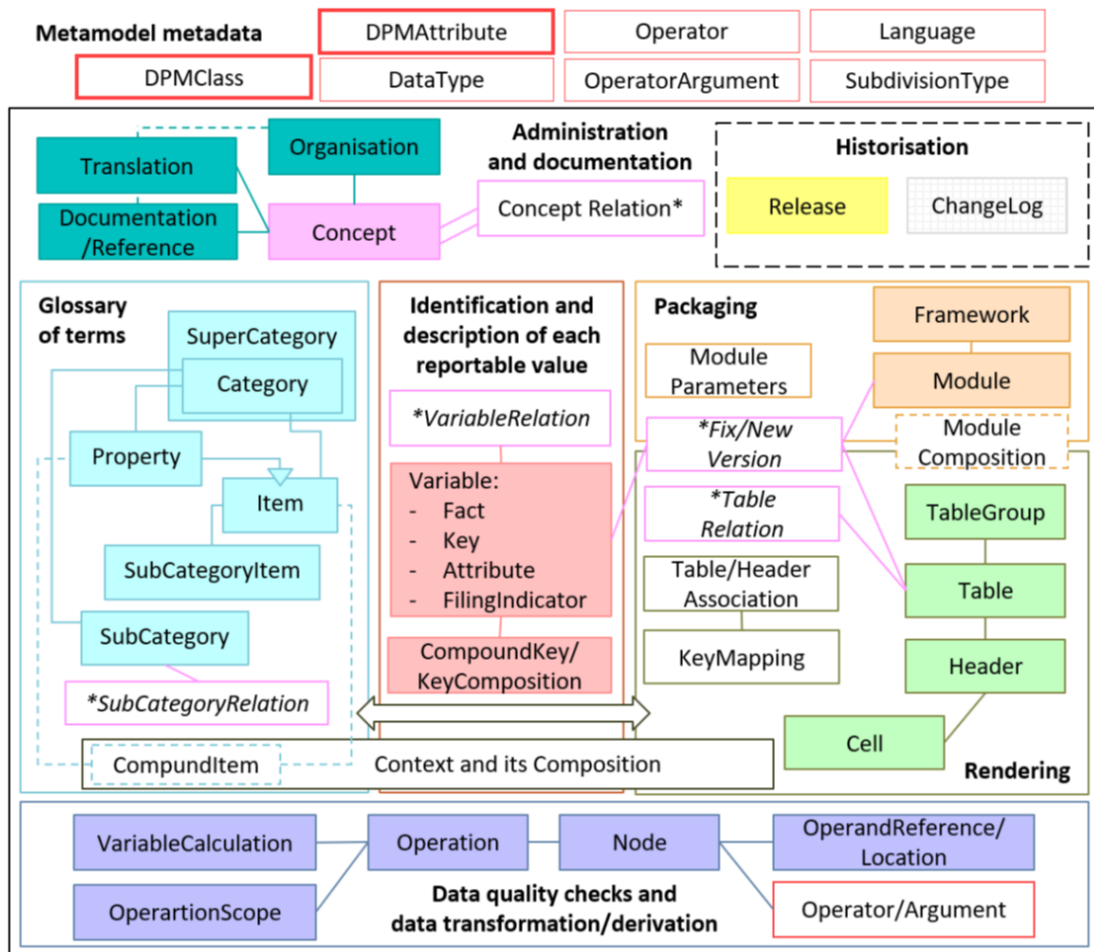 Metamodel metadata
DPMAttribute
Operator
Language
DPMClass
DataType
OperatorArgument
SubdivisionType
Translation
Organisation
Administration
and documentation
Historisation
Documentation
/Reference
Concept
Concept Relation*
Release
ChangeLog
Glossary
of terms
SuperCategory
Category
Property
Item
SubCategoryItem
SubCategory
*SubCategoryRelation
CompundItem
Identification and
description of each
reportable value
*VariableRelation
Variable:
- Fact
- Key
- Attribute
- FilingIndicator
CompoundKey/
KeyComposition
Context and its Composition
Packaging
Framework
Module
Parameters
Module
*Fix/New
Version
Module
Composition
*Table
Relation
TableGroup
Table/Header
Association
Table
KeyMapping
Header
Cell
Rendering
VariableCalculation
Operation
Node
OperandReference/
Location
OperartionScope
Data quality checks and
data transformation/derivation
Operator/Argument